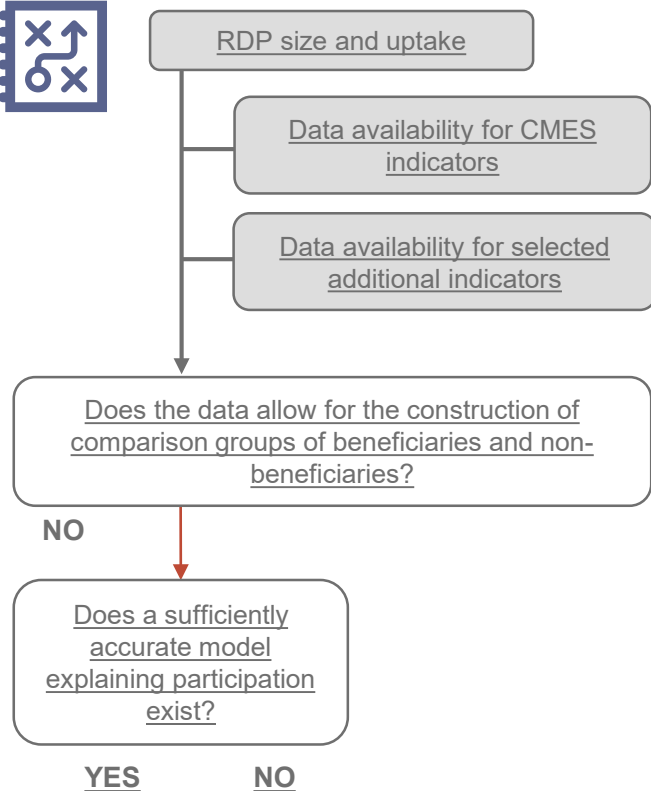 RDP size and uptake
Data availability for CMES
indicators
Data availability for selected
additional indicators
Does the data allow for the construction of
comparison groups of beneficiaries and non-
beneficiaries?
NO
Does a sufficiently
accurate model
explaining participation
exist?
YES NO